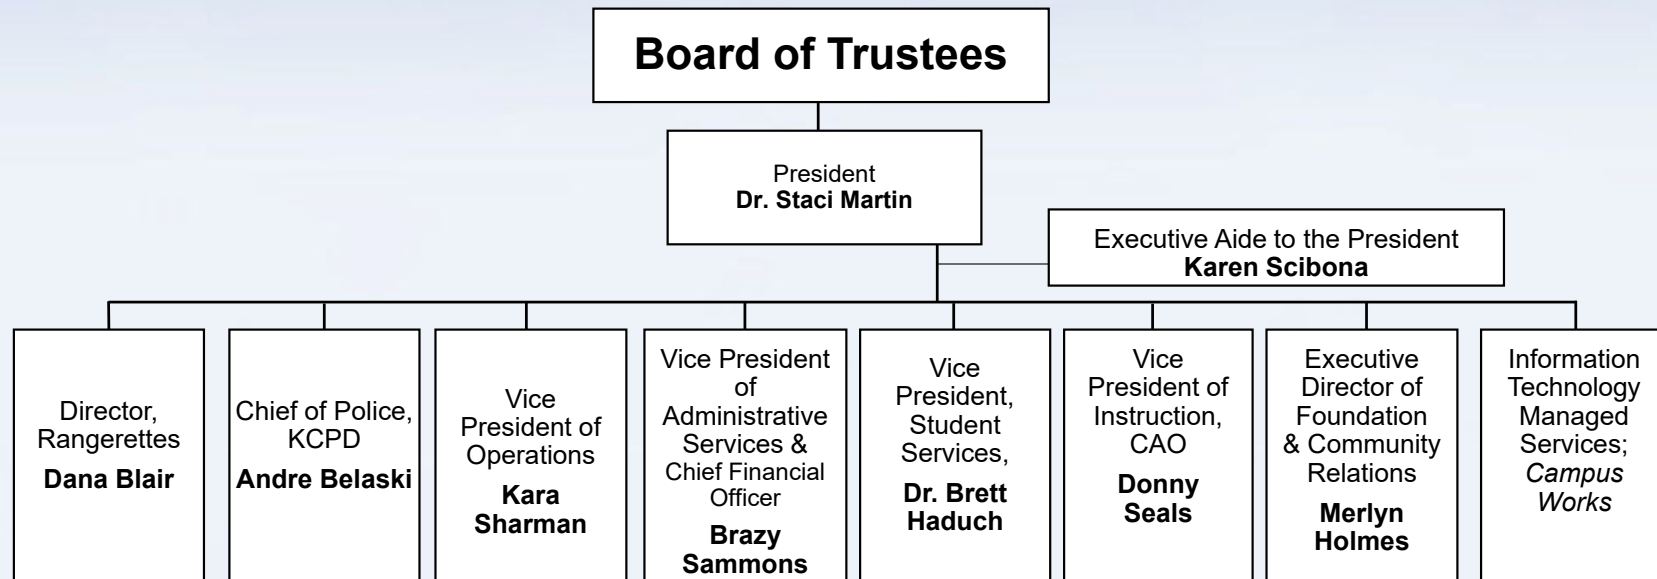 Board of Trustees
President
Dr. Staci Martin
Executive Aide to the President
Karen Scibona
Director,
Rangerettes
Dana Blair
Chief of Police,
KCPD
Andre Belaski
Vice
President of
Operations
Kara
Sharman
Vice President
of
Administrative
Services &
Chief Financial
Officer
Brazy
Sammons
Vice
President,
Student
Services,
Dr. Brett
Haduch
Vice
President of
Instruction,
CAO
Donny
Seals
Executive
Director of
Foundation
& Community
Relations
Merlyn
Holmes
Information
Technology
Managed
Services;
Campus
Works